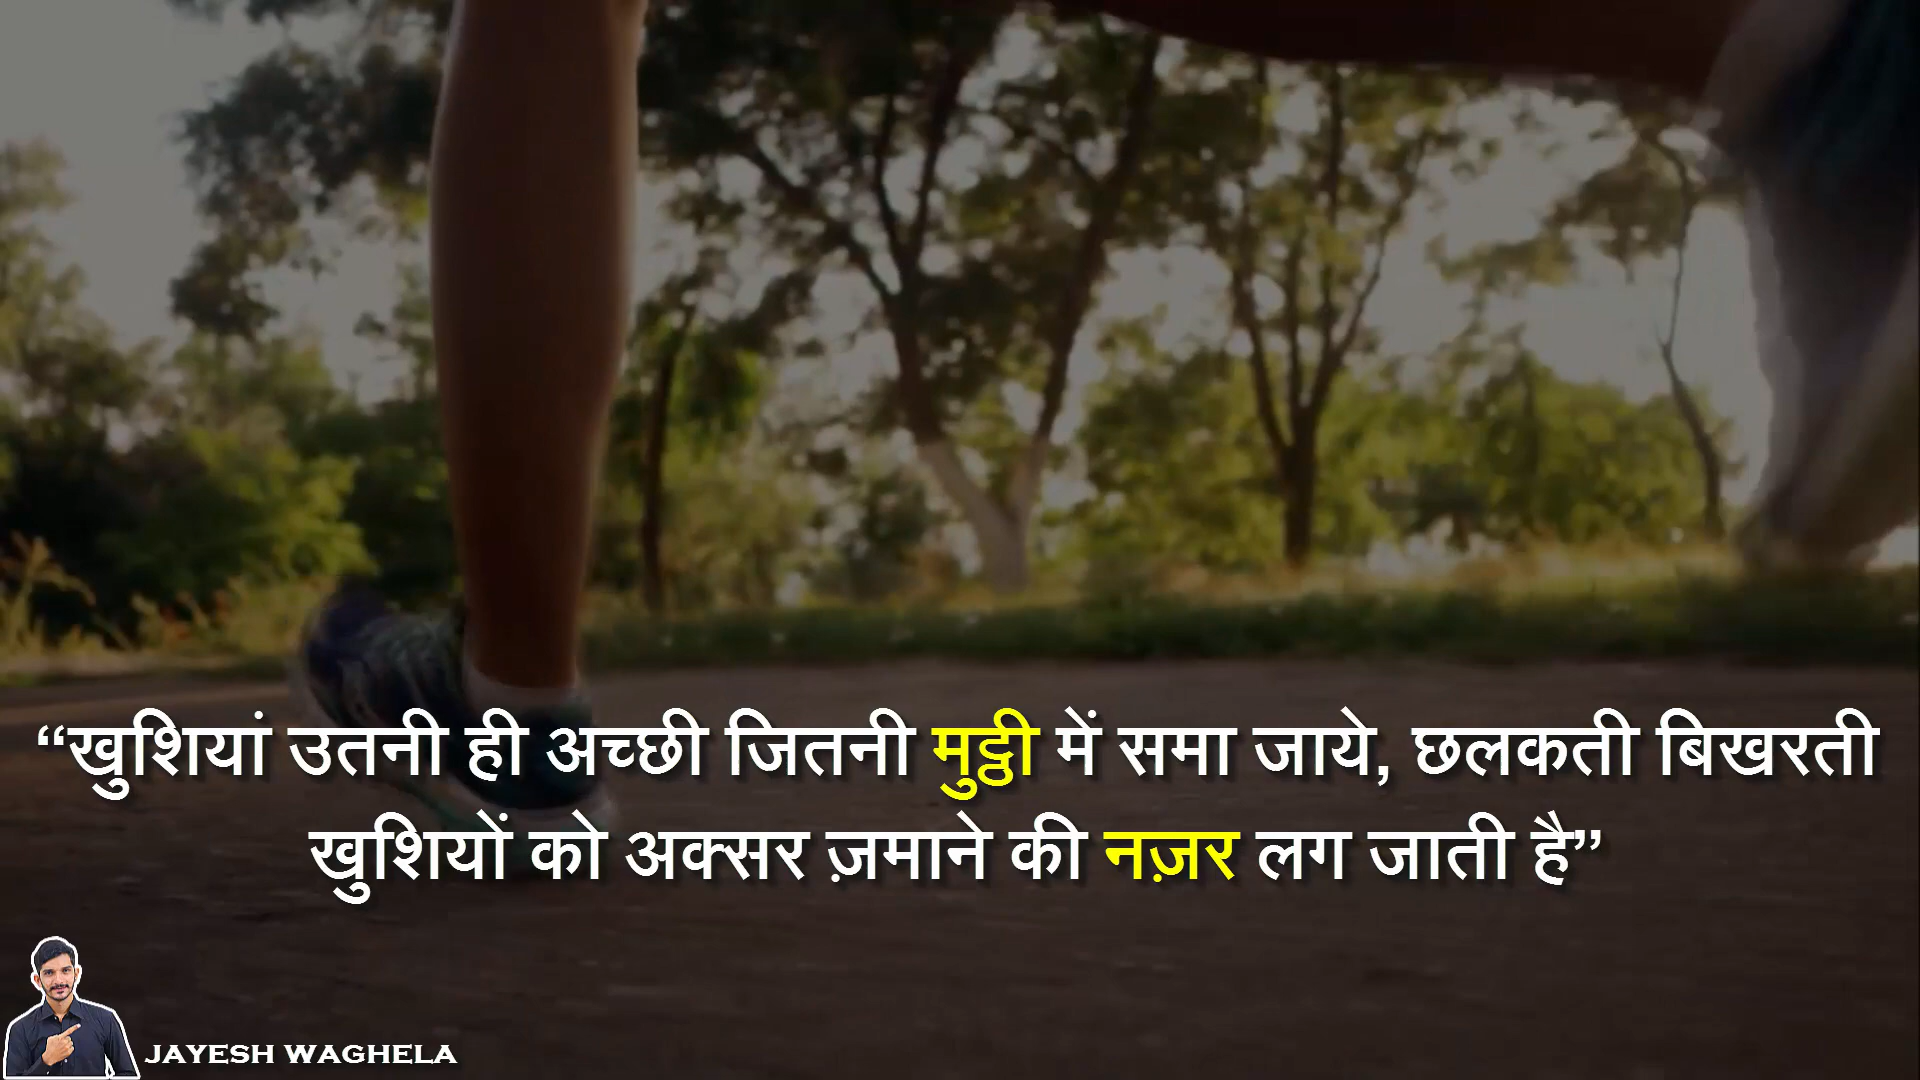 “खुशियां उतनी ही अच्छी जितनी मुट्ठी में समा जाये, छलकती बिखरती
खुशियों को अक्सर ज़माने की नज़र लग जाती है”
JAYESH WAGHELA